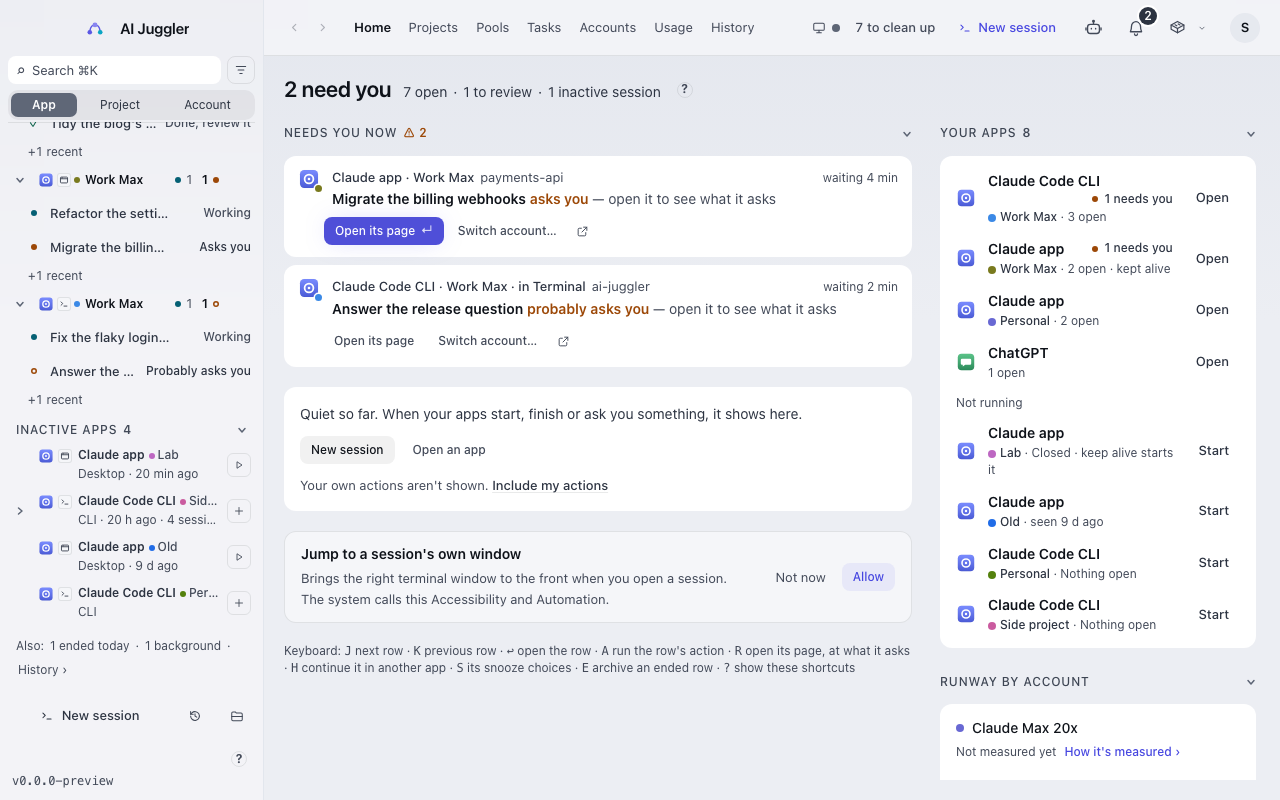 AI Juggler
Search ⌘K
App Project Account
Tidy the blog's ... Done, review it
+1 recent
Work Max 1 1
Refactor the setti... Working
Migrate the billin... Asks you
+1 recent
Work Max 1 1
Fix the flaky login... Working
Answer the ... Probably asks you
+1 recent
INACTIVE APPS 4
Claude app Lab
Desktop · 20 min ago
Claude Code CLI Sid...
CLI · 20 h ago · 4 sessi...
Claude app Old
Desktop · 9 d ago
Claude Code CLI Per...
CLI
Also: 1 ended today · 1 background ·
History ›
New session
?
v0.0.0-preview
Home Projects Pools Tasks Accounts Usage History
7 to clean up
New session
2
S
2 need you 7 open · 1 to review · 1 inactive session ?
NEEDS YOU NOW 2
Claude app · Work Max payments-api waiting 4 min
Migrate the billing webhooks asks you — open it to see what it asks
Open its page ↵ Switch account...
Claude Code CLI · Work Max · in Terminal ai-juggler waiting 2 min
Answer the release question probably asks you — open it to see what it asks
Open its page Switch account...
Quiet so far. When your apps start, finish or ask you something, it shows here.
New session Open an app
Your own actions aren't shown. Include my actions
Jump to a session's own window
Brings the right terminal window to the front when you open a session.
The system calls this Accessibility and Automation.
Not now Allow
Keyboard: J next row · K previous row · ↩ open the row · A run the row's action · R open its page, at what it asks
· H continue it in another app · S its snooze choices · E archive an ended row · ? show these shortcuts
YOUR APPS 8
Claude Code CLI
1 needs you
Work Max · 3 open
Open
Claude app 1 needs you
Work Max · 2 open · kept alive
Open
Claude app
Personal · 2 open
Open
ChatGPT
1 open
Open
Not running
Claude app
Lab · Closed · keep alive starts
it
Start
Claude app
Old · seen 9 d ago
Start
Claude Code CLI
Personal · Nothing open
Start
Claude Code CLI
Side project · Nothing open
Start
RUNWAY BY ACCOUNT
Claude Max 20x
Not measured yet How it's measured ›